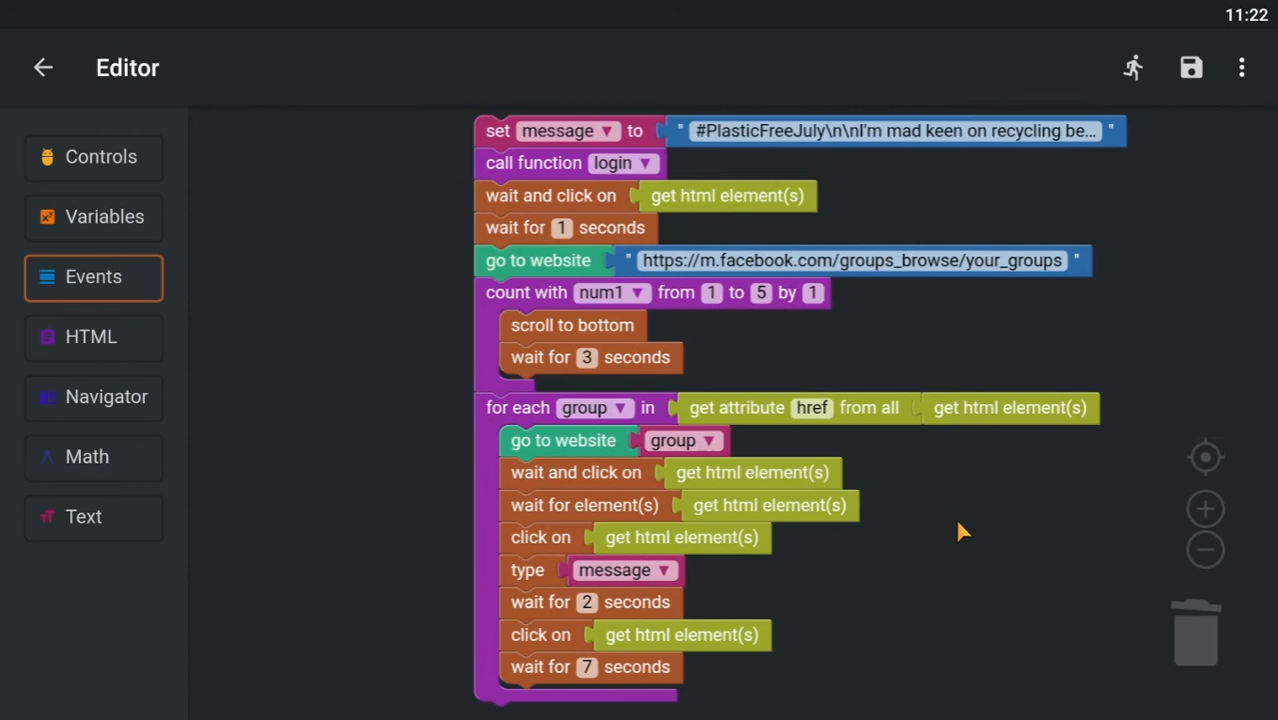 11:22
Editor
Controls
Variables
Events
HTML
Navigator
Math
Text
set message ▼ to " #PlasticFreeJuly\n\nI'm mad keen on recycling be... "
call function login ▼
wait and click on get html element(s)
wait for 1 seconds
go to website " https://m.facebook.com/groups_browse/your_groups "
count with num1 ▼ from 1 to 5 by 1
scroll to bottom
wait for 3 seconds
for each group ▼ in get attribute href from all get html element(s)
go to website group ▼
wait and click on get html element(s)
wait for element(s) get html element(s)
click on get html element(s)
type message ▼
wait for 2 seconds
click on get html element(s)
wait for 7 seconds